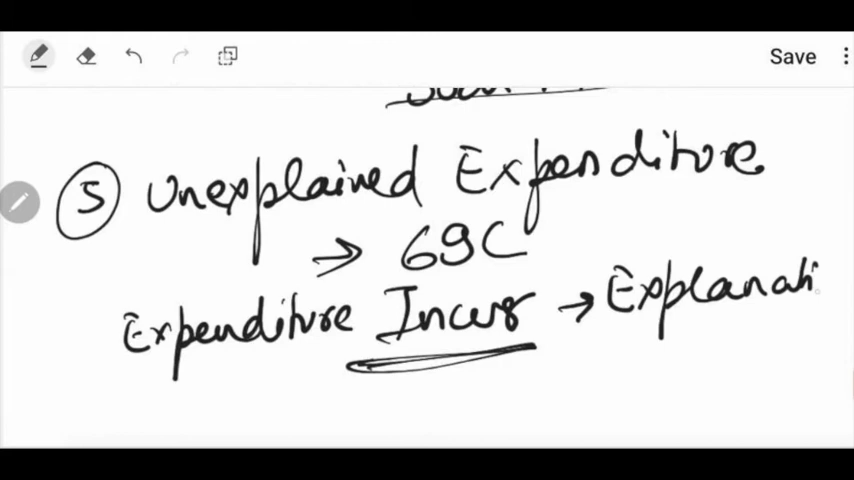 Save
5 Unexplained Expenditure
→ 69C
Expenditure Incur → Explanati